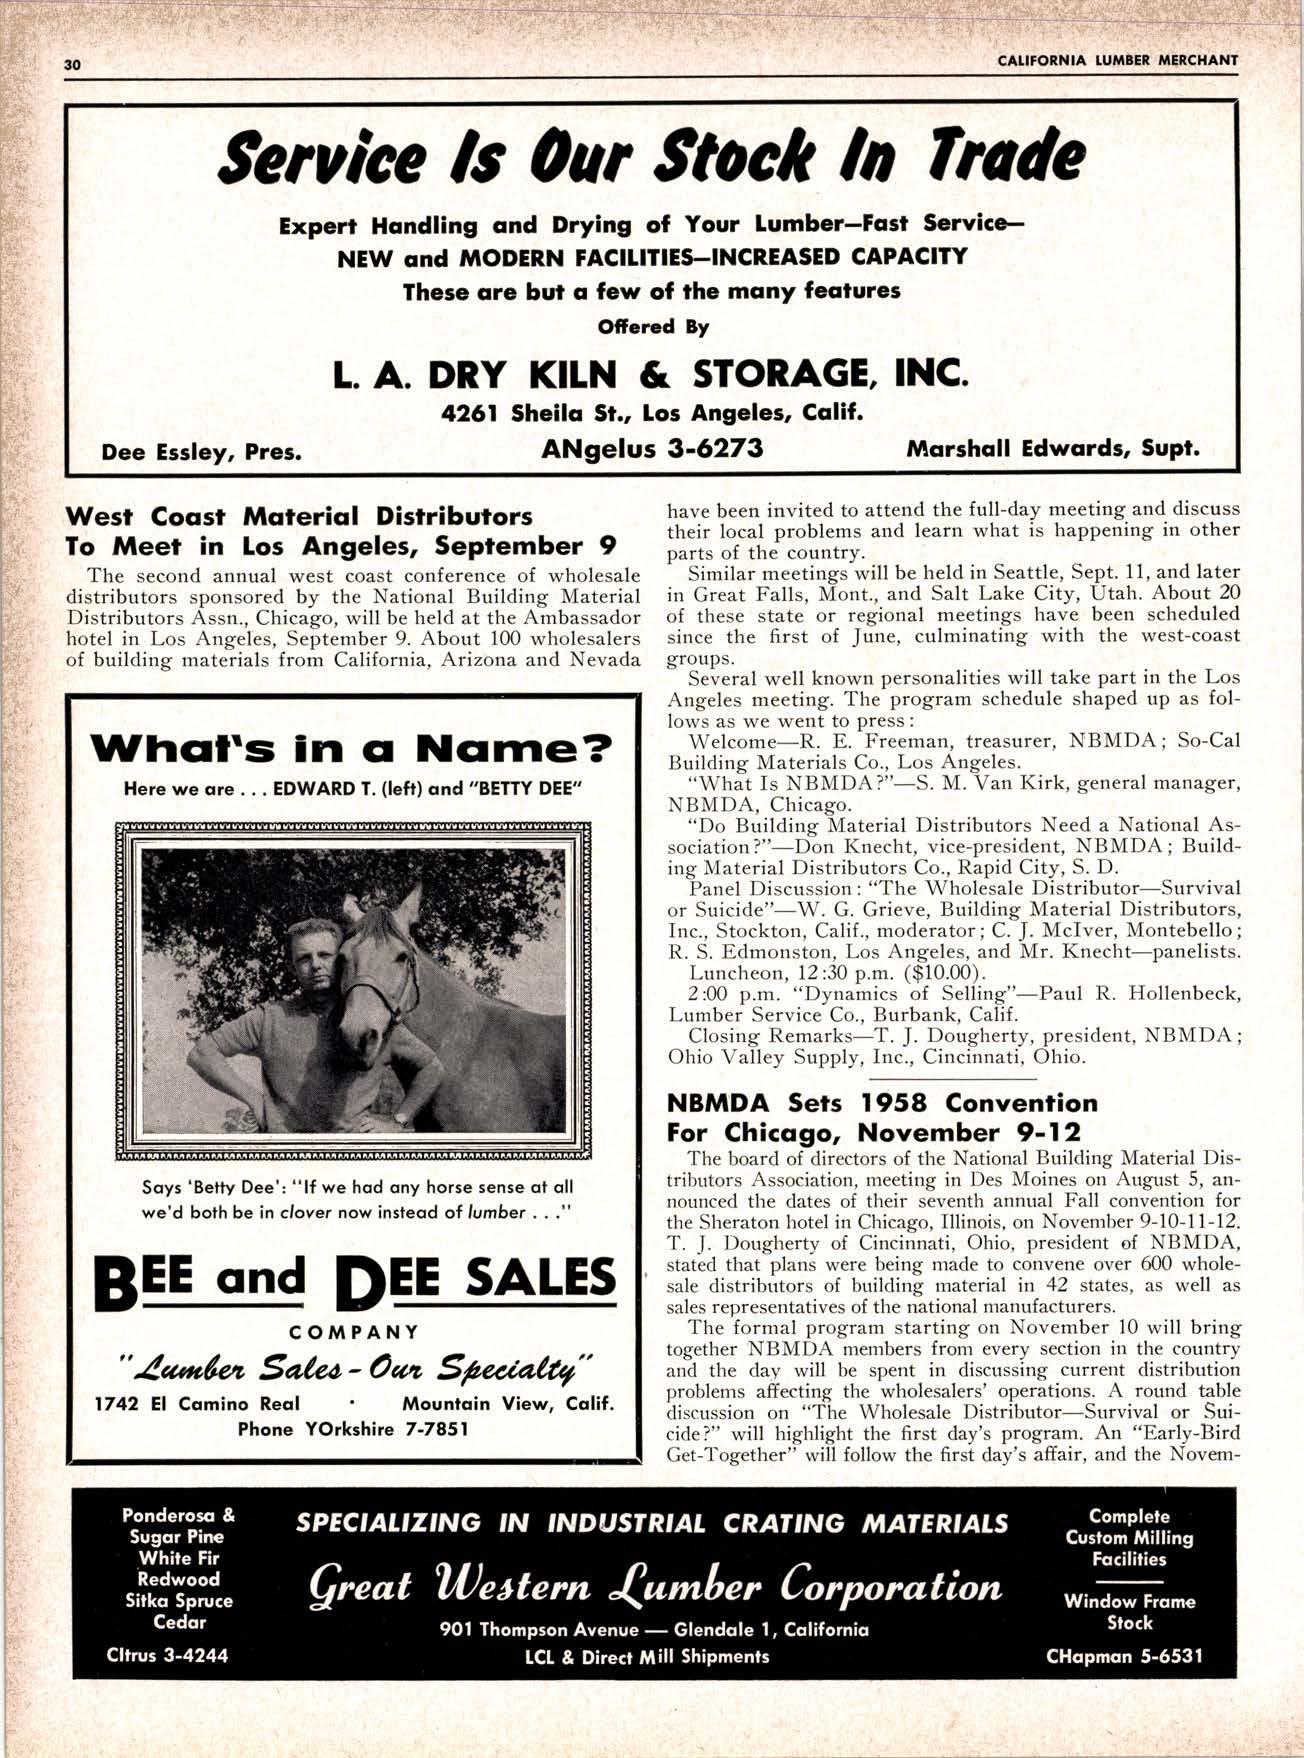 30
CALIFORNIA LUMBER MERCHANT
Service Is Our Stock In Trade
Expert Handling and Drying of Your Lumber—Fast Service—
NEW and MODERN FACILITIES—INCREASED CAPACITY
These are but a few of the many features
Offered By
L. A. DRY KILN & STORAGE, INC.
4261 Sheila St., Los Angeles, Calif.
Dee Essley, Pres.
ANgelus 3-6273
Marshall Edwards, Supt.
West Coast Material Distributors
To Meet in Los Angeles, September 9
The second annual west coast conference of wholesale
distributors sponsored by the National Building Material
Distributors Assn., Chicago, will be held at the Ambassador
hotel in Los Angeles, September 9. About 100 wholesalers
of building materials from California, Arizona and Nevada
have been invited to attend the full-day meeting and discuss
their local problems and learn what is happening in other
parts of the country.
Similar meetings will be held in Seattle, Sept. 11, and later
in Great Falls, Mont., and Salt Lake City, Utah. About 20
of these state or regional meetings have been scheduled
since the first of June, culminating with the west-coast
groups.
Several well known personalities will take part in the Los
Angeles meeting. The program schedule shaped up as fol-
lows as we went to press:
Welcome—R. E. Freeman, treasurer, NBMDA; So-Cal
Building Materials Co., Los Angeles.
"What Is NBMDA?"—S. M. Van Kirk, general manager,
NBMDA, Chicago.
"Do Building Material Distributors Need a National As-
sociation?"—Don Knecht, vice-president, NBMDA; Build-
ing Material Distributors Co., Rapid City, S. D.
Panel Discussion: "The Wholesale Distributor—Survival
or Suicide"—W. G. Grieve, Building Material Distributors,
Inc., Stockton, Calif., moderator; C. J. McIver, Montebello;
R. S. Edmonston, Los Angeles, and Mr. Knecht—panelists.
Luncheon, 12:30 p.m. ($10.00).
2:00 p.m. "Dynamics of Selling"—Paul R. Hollenbeck,
Lumber Service Co., Burbank, Calif.
Closing Remarks—T. J. Dougherty, president, NBMDA;
Ohio Valley Supply, Inc., Cincinnati, Ohio.
NBMDA Sets 1958 Convention
For Chicago, November 9-12
The board of directors of the National Building Material Dis-
tributors Association, meeting in Des Moines on August 5, an-
nounced the dates of their seventh annual Fall convention for
the Sheraton hotel in Chicago, Illinois, on November 9-10-11-12.
T. J. Dougherty of Cincinnati, Ohio, president of NBMDA,
stated that plans were being made to convene over 600 whole-
sale distributors of building material in 42 states, as well as
sales representatives of the national manufacturers.
The formal program starting on November 10 will bring
together NBMDA members from every section in the country
and the day will be spent in discussing current distribution
problems affecting the wholesalers' operations. A round table
discussion on "The Wholesale Distributor—Survival or Sui-
cide?" will highlight the first day's program. An "Early-Bird
Get-Together" will follow the first day's affair, and the Novem-
What's in a Name?
Here we are . . . EDWARD T. (left) and "BETTY DEE"
Says 'Betty Dee': "If we had any horse sense at all
we'd both be in clover now instead of lumber . . ."
BEE and DEE SALES
COMPANY
"Lumber Sales - Our Specialty"
1742 El Camino Real • Mountain View, Calif.
Phone YOrkshire 7-7851
Ponderosa &
Sugar Pine
White Fir
Redwood
Sitka Spruce
Cedar
CItrus 3-4244
SPECIALIZING IN INDUSTRIAL CRATING MATERIALS
Great Western Lumber Corporation
901 Thompson Avenue — Glendale 1, California
LCL & Direct Mill Shipments
Complete
Custom Milling
Facilities
Window Frame
Stock
CHapman 5-6531